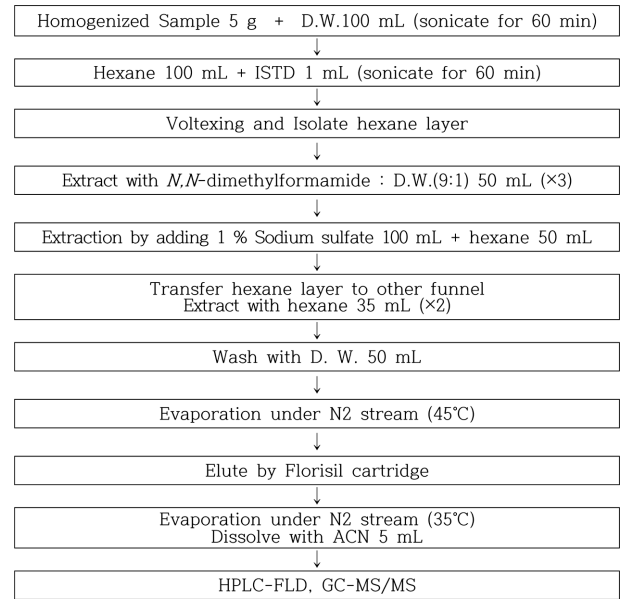 Homogenized Sample 5 g + D.W.100 mL (sonicate for 60 min)
↓
Hexane 100 mL + ISTD 1 mL (sonicate for 60 min)
↓
Voltexing and Isolate hexane layer
↓
Extract with N,N-dimethylformamide : D.W.(9:1) 50 mL (×3)
↓
Extraction by adding 1 % Sodium sulfate 100 mL + hexane 50 mL
↓
Transfer hexane layer to other funnel
Extract with hexane 35 mL (×2)
↓
Wash with D. W. 50 mL
↓
Evaporation under N2 stream (45℃)
↓
Elute by Florisil cartridge
↓
Evaporation under N2 stream (35℃)
Dissolve with ACN 5 mL
↓
HPLC-FLD, GC-MS/MS